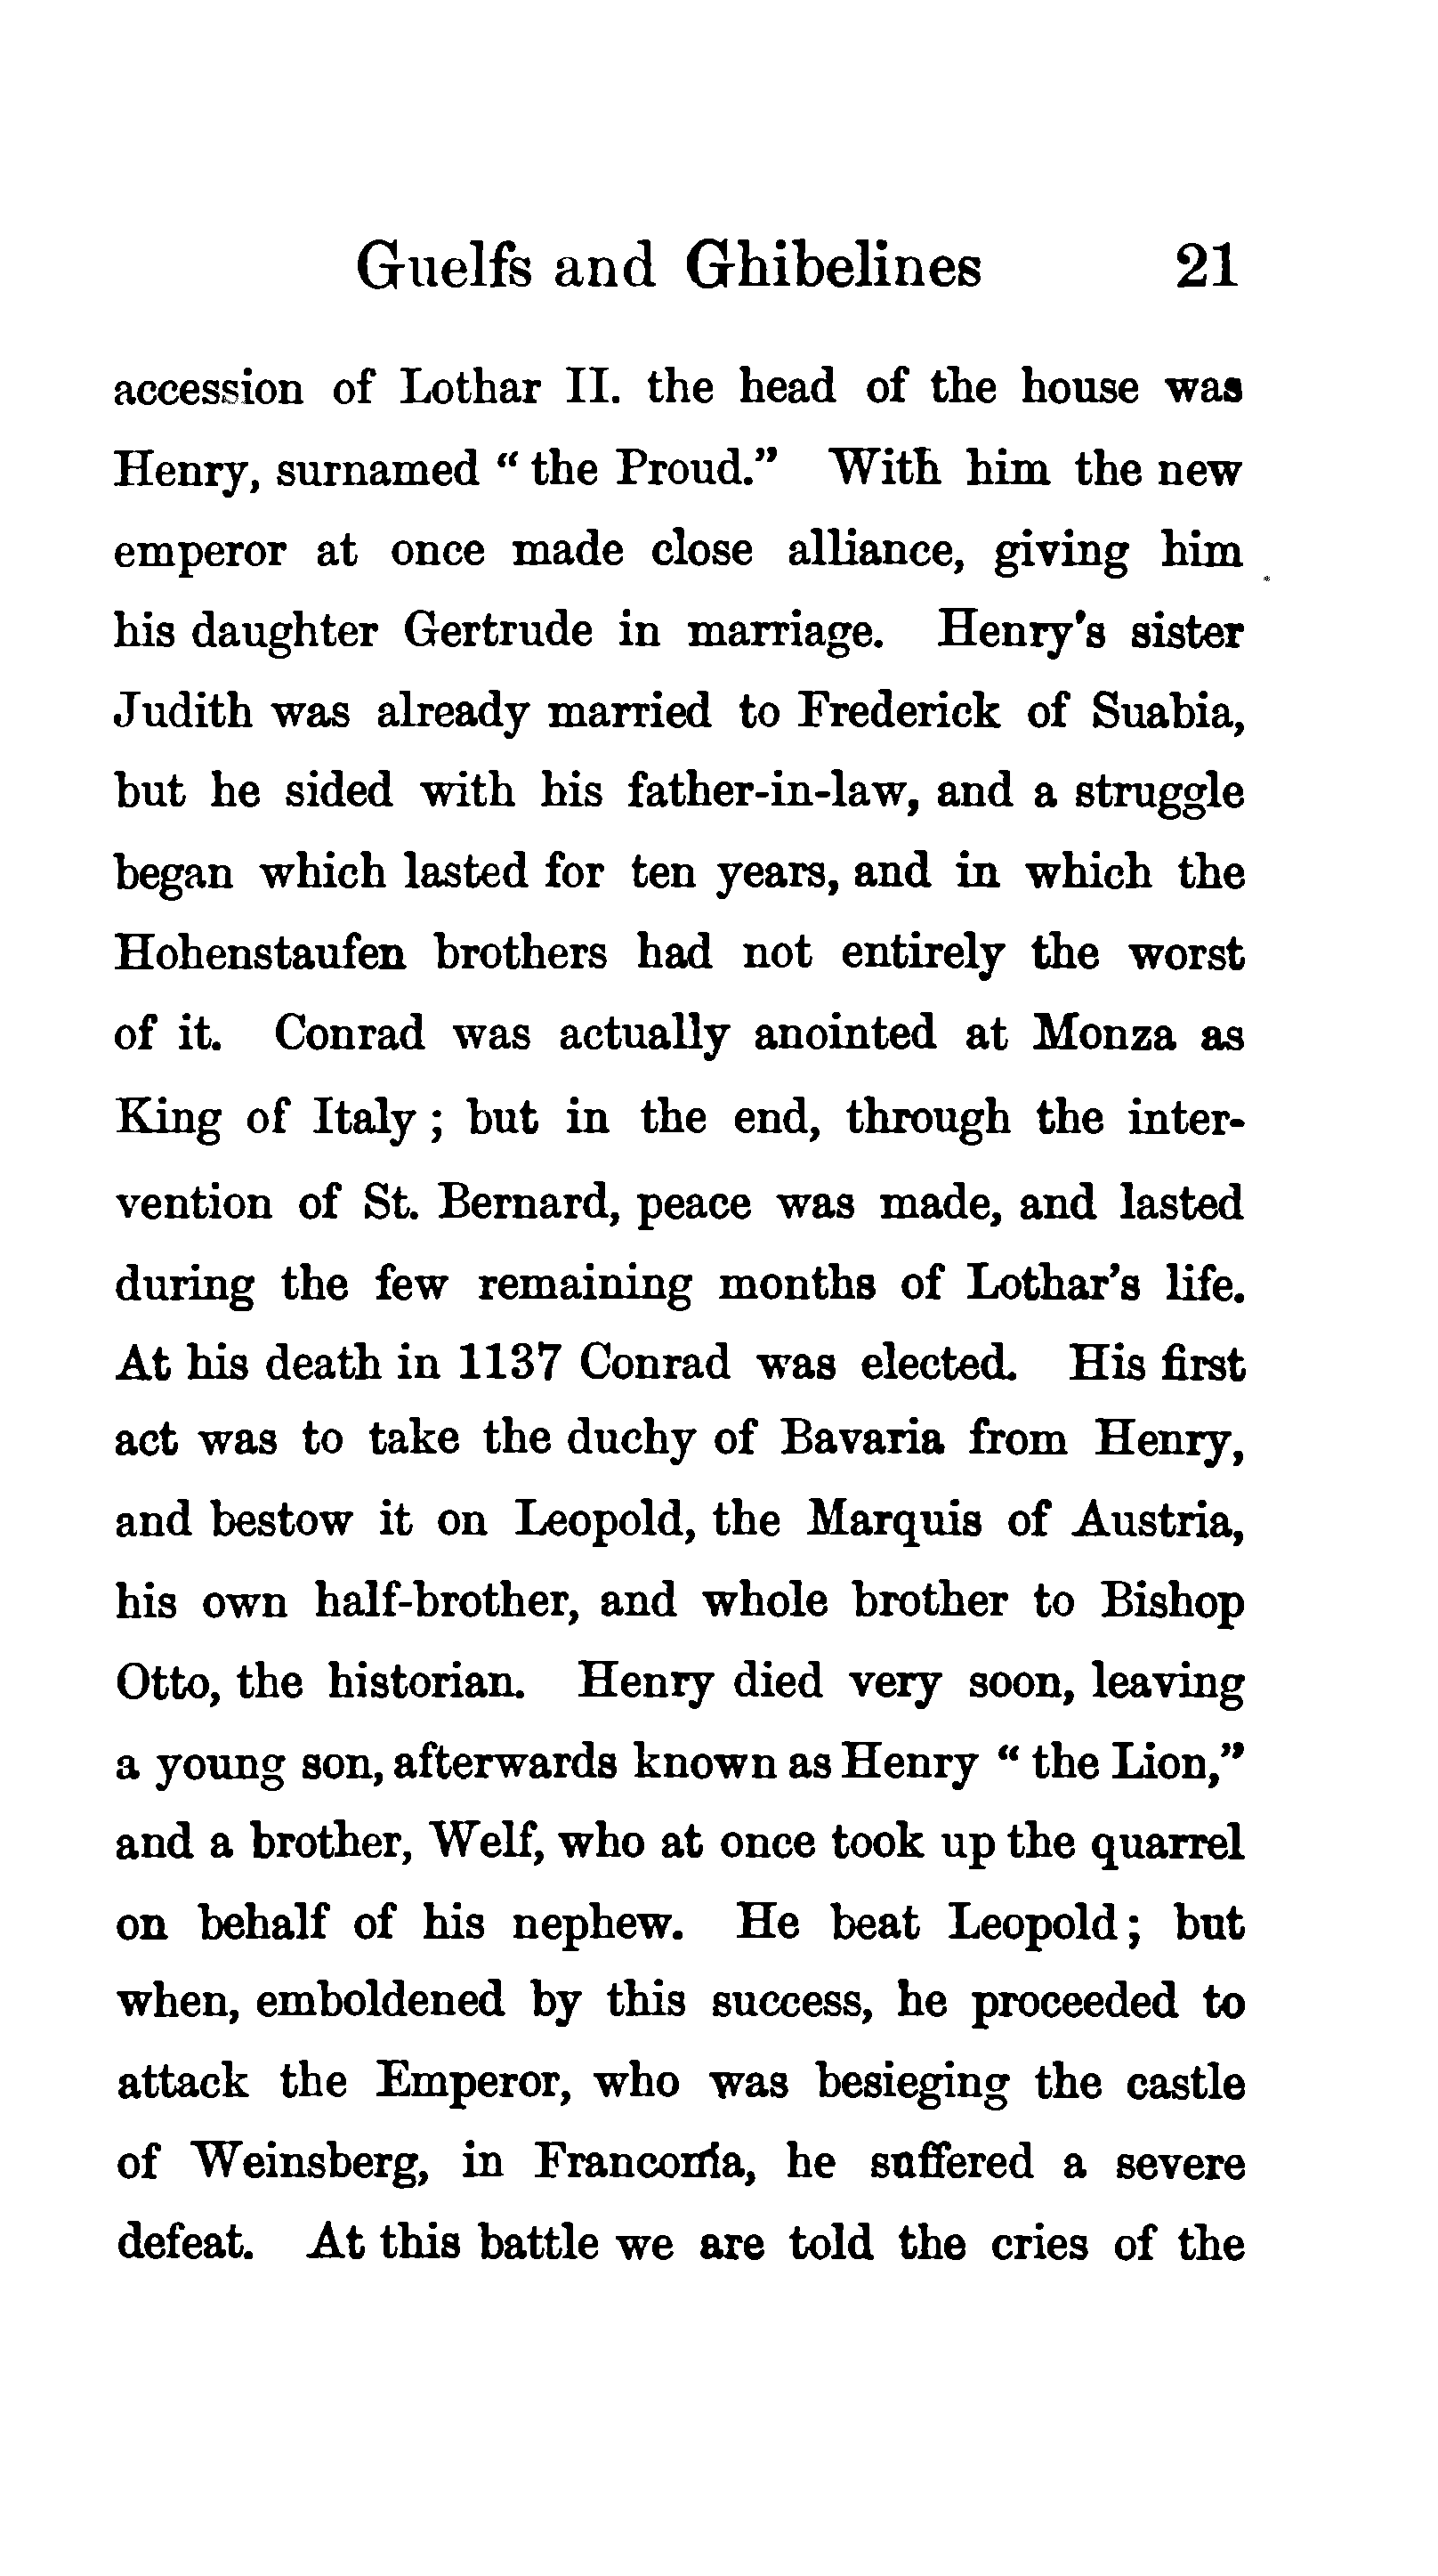 Guelfs and Ghibelines 21
accession of Lothar II. the head of the house was
Henry, surnamed “ the Proud.” With him the new
emperor at once made close alliance, giving him
his daughter Gertrude in marriage. Henry’s sister
Judith was already married to Frederick of Suabia,
but he sided with his father-in-law, and a struggle
began which lasted for ten years, and in which the
Hohenstaufen brothers had not entirely the worst
of it. Conrad was actually anointed at Monza as
King of Italy ; but in the end, through the inter-
vention of St. Bernard, peace was made, and lasted
during the few remaining months of Lothar’s life.
At his death in 1137 Conrad was elected. His first
act was to take the duchy of Bavaria from Henry,
and bestow it on Leopold, the Marquis of Austria,
his own half-brother, and whole brother to Bishop
Otto, the historian. Henry died very soon, leaving
a young son, afterwards known as Henry “ the Lion,”
and a brother, Welf, who at once took up the quarrel
on behalf of his nephew. He beat Leopold ; but
when, emboldened by this success, he proceeded to
attack the Emperor, who was besieging the castle
of Weinsberg, in Franconia, he suffered a severe
defeat. At this battle we are told the cries of the